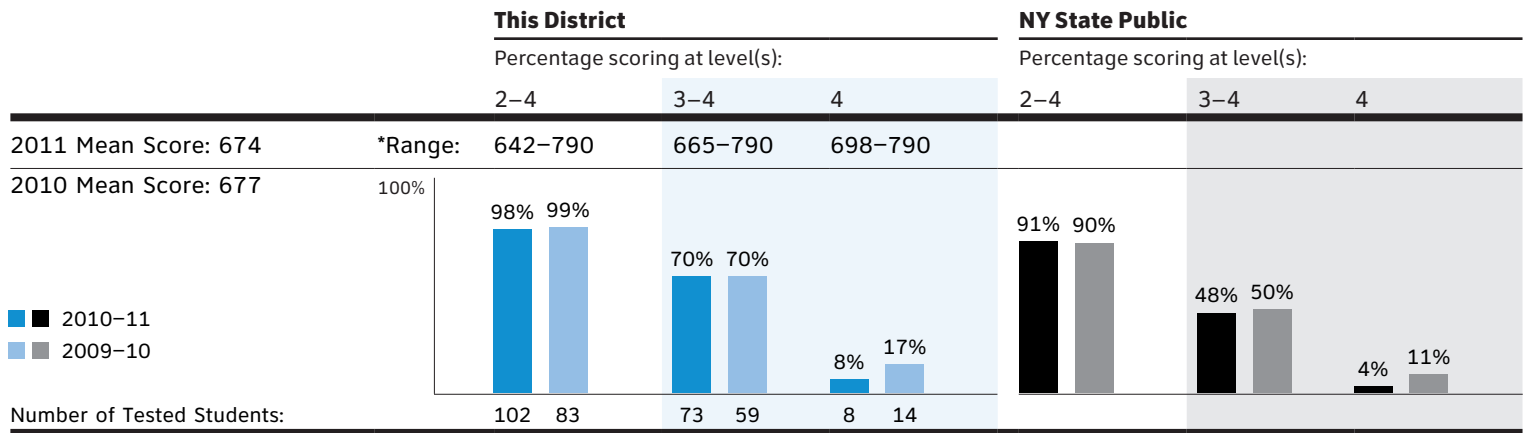 This District NY State Public
Percentage scoring at level(s): Percentage scoring at level(s):
2–4 3–4 4 2–4 3–4 4
2011 Mean Score: 674 *Range: 642–790 665–790 698–790
2010 Mean Score: 677 100%
98% 99% 70% 70% 8% 17% 91% 90% 48% 50% 4% 11%
2010–11
2009–10
Number of Tested Students: 102 83 73 59 8 14